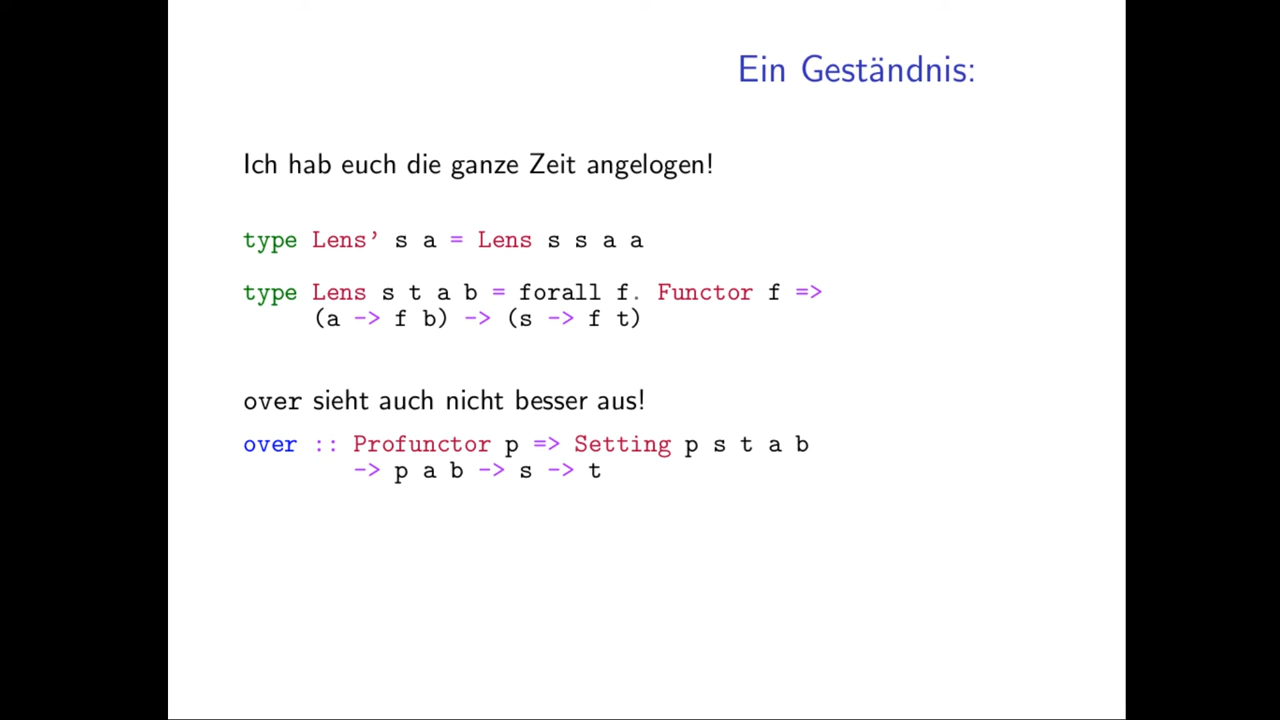 Ein Geständnis:
Ich hab euch die ganze Zeit angelogen!
type Lens’ s a = Lens s s a a
type Lens s t a b = forall f. Functor f =>
(a -> f b) -> (s -> f t)
over sieht auch nicht besser aus!
over :: Profunctor p => Setting p s t a b
-> p a b -> s -> t